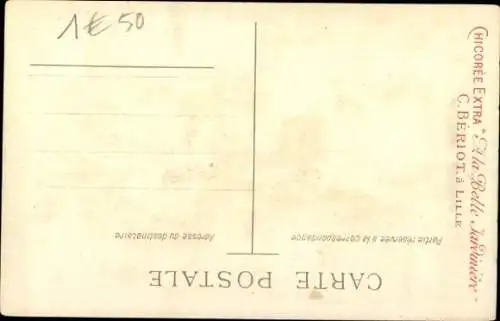 1€50
CARTE POSTALE
Partie réservée à la correspondance
Adresse du destinataire
CHICORÉE EXTRA "A la Belle Jardinière"
C. BÉRIOT, à LILLE